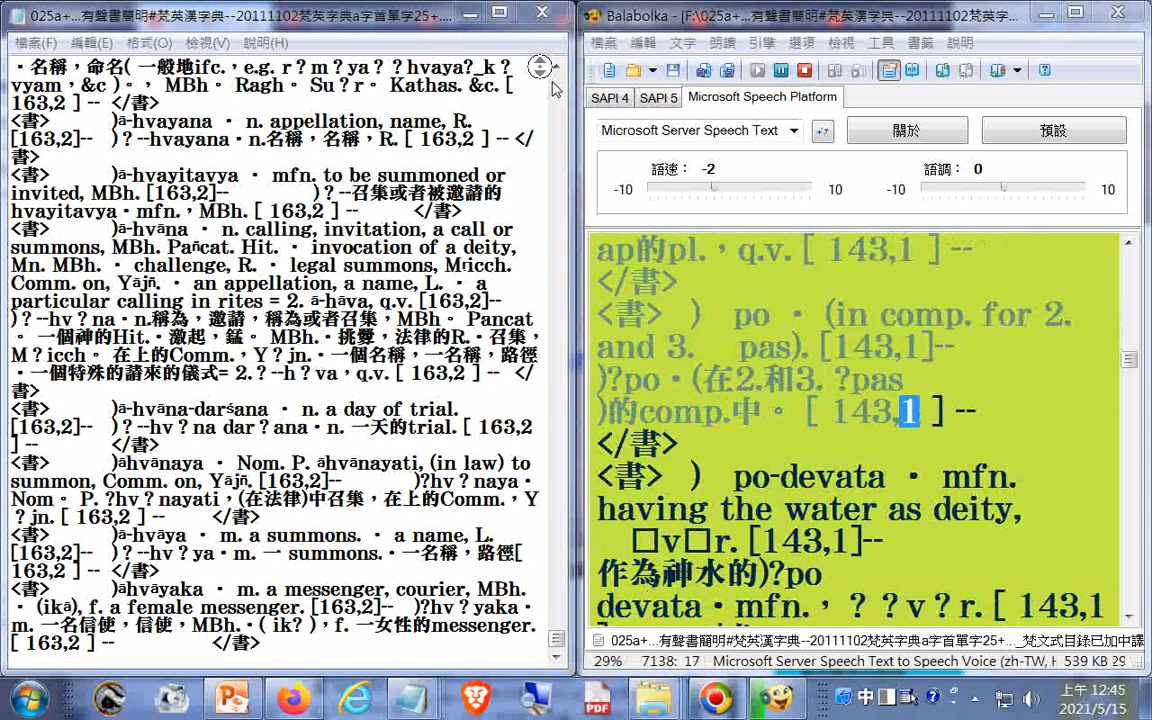 025a+...有聲書簡明#梵英漢字典--20111102梵英字典a字首單字25+...
檔案(F) 編輯(E) 格式(O) 檢視(V) 說明(H)
‧名稱，命名( 一般地ifc.，e.g. r？m？ya？？hvaya?_k？
vyam，&c )。， MBh。Ragh。Su？r。Kathas. &c. [
163,2] -- </書>
<書> )ā-hvayana ‧ n. appellation, name, R.
[163,2]-- )？--hvayana‧n.名稱，名稱，R. [ 163,2 ] -- </
書>
<書> )ā-hvayitavya ‧ mfn. to be summoned or
invited, MBh. [163,2]-- )？--召集或者被邀請的
hvayitavya‧mfn.，MBh. [ 163,2 ] -- </書>
<書> )ā-hvāna ‧ n. calling, invitation, a call or
summons, MBh. Pañcat. Hit. ‧ invocation of a deity,
Mn. MBh. ‧ challenge, R. ‧ legal summons, Mṛicch.
Comm. on, Yājñ. ‧ an appellation, a name, L. ‧ a
particular calling in rites = 2. ā-hāva, q.v. [163,2]--
)？--hv？na‧n.稱為，邀請，稱為或者召集，MBh。Pancat
。一個神的Hit.‧激起，錳。MBh.‧挑釁，法律的R.‧召集，
M？icch。在上的Comm.，Y？jn.‧一個名稱，一名稱，路徑
‧一個特殊的請來的儀式= 2.？--h？va，q.v. [ 163,2 ] -- </
書>
<書> )ā-hvāna-darśana ‧ n. a day of trial.
[163,2]-- )？--hv？na dar？ana‧n. 一天的trial. [ 163,2
] -- </書>
<書> )āhvānaya ‧ Nom. P. āhvānayati, (in law) to
summon, Comm. on, Yājñ. [163,2]-- )?hv？naya‧
Nom。P. ?hv？nayati，(在法律)中召集，在上的Comm.，Y
？jn. [ 163,2 ] -- </書>
<書> )ā-hvāya ‧ m. a summons. ‧ a name, L.
[163,2]-- )？--hv？ya‧m. 一 summons.‧一名稱，路徑[
163,2 ] -- </書>
<書> )āhvāyaka ‧ m. a messenger, courier, MBh.
‧ (ikā), f. a female messenger. [163,2]-- )?hv？yaka‧
m. 一名信使，信使，MBh.‧( ik？)，f. 一女性的messenger.
[ 163,2 ] -- </書>
Balabolka - [F:\025a+...有聲書簡明#梵英漢字典--20111102梵英字...
檔案 編輯 文字 朗讀 引擎 選項 檢視 工具 書籤 說明
SAPI 4 SAPI 5 Microsoft Speech Platform
Microsoft Server Speech Text 關於 預設
語速: -2 語調: 0
-10 10 -10 10
ap的pl.，q.v. [ 143,1 ] --
</書>
<書> ) po ‧ (in comp. for 2.
and 3. pas). [143,1]--
)?po‧(在2.和3. ?pas
)的comp.中。 [ 143,1 ] --
</書>
<書> ) po-devata ‧ mfn.
having the water as deity,
□v□r. [143,1]--
作為神水的)?po
devata‧mfn.，？？v？r. [ 143,1
025a+...有聲書簡明#梵英漢字典--20111102梵英字典a字首單字25+..._梵文式目錄已加中譯
29% 7138: 17 Microsoft Server Speech Text to Speech Voice (zh-TW, H 539 KB 29
中
上午 12:45
2021/5/15